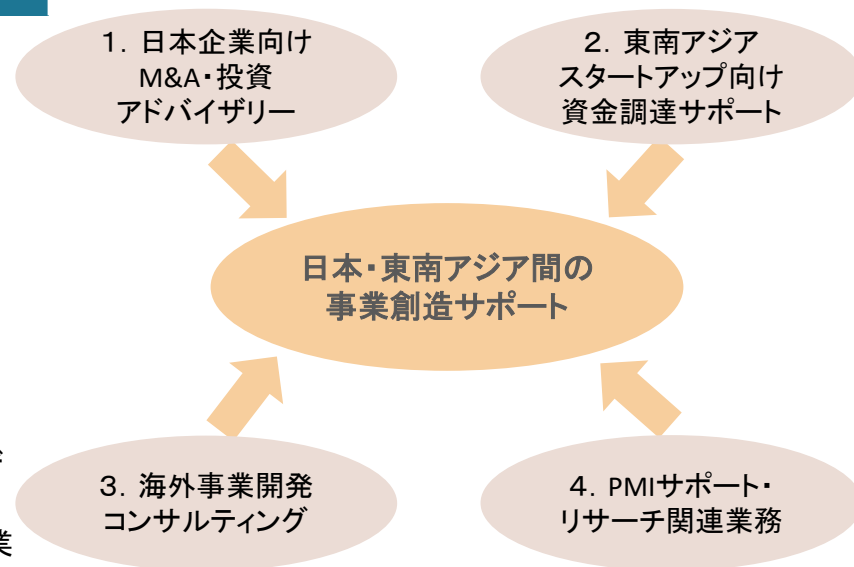 1．日本企業向け
M&A・投資
アドバイザリー
2．東南アジア
スタートアップ向け
資金調達サポート
日本・東南アジア間の
事業創造サポート
3．海外事業開発
コンサルティング
4．PMIサポート・
リサーチ関連業務
業